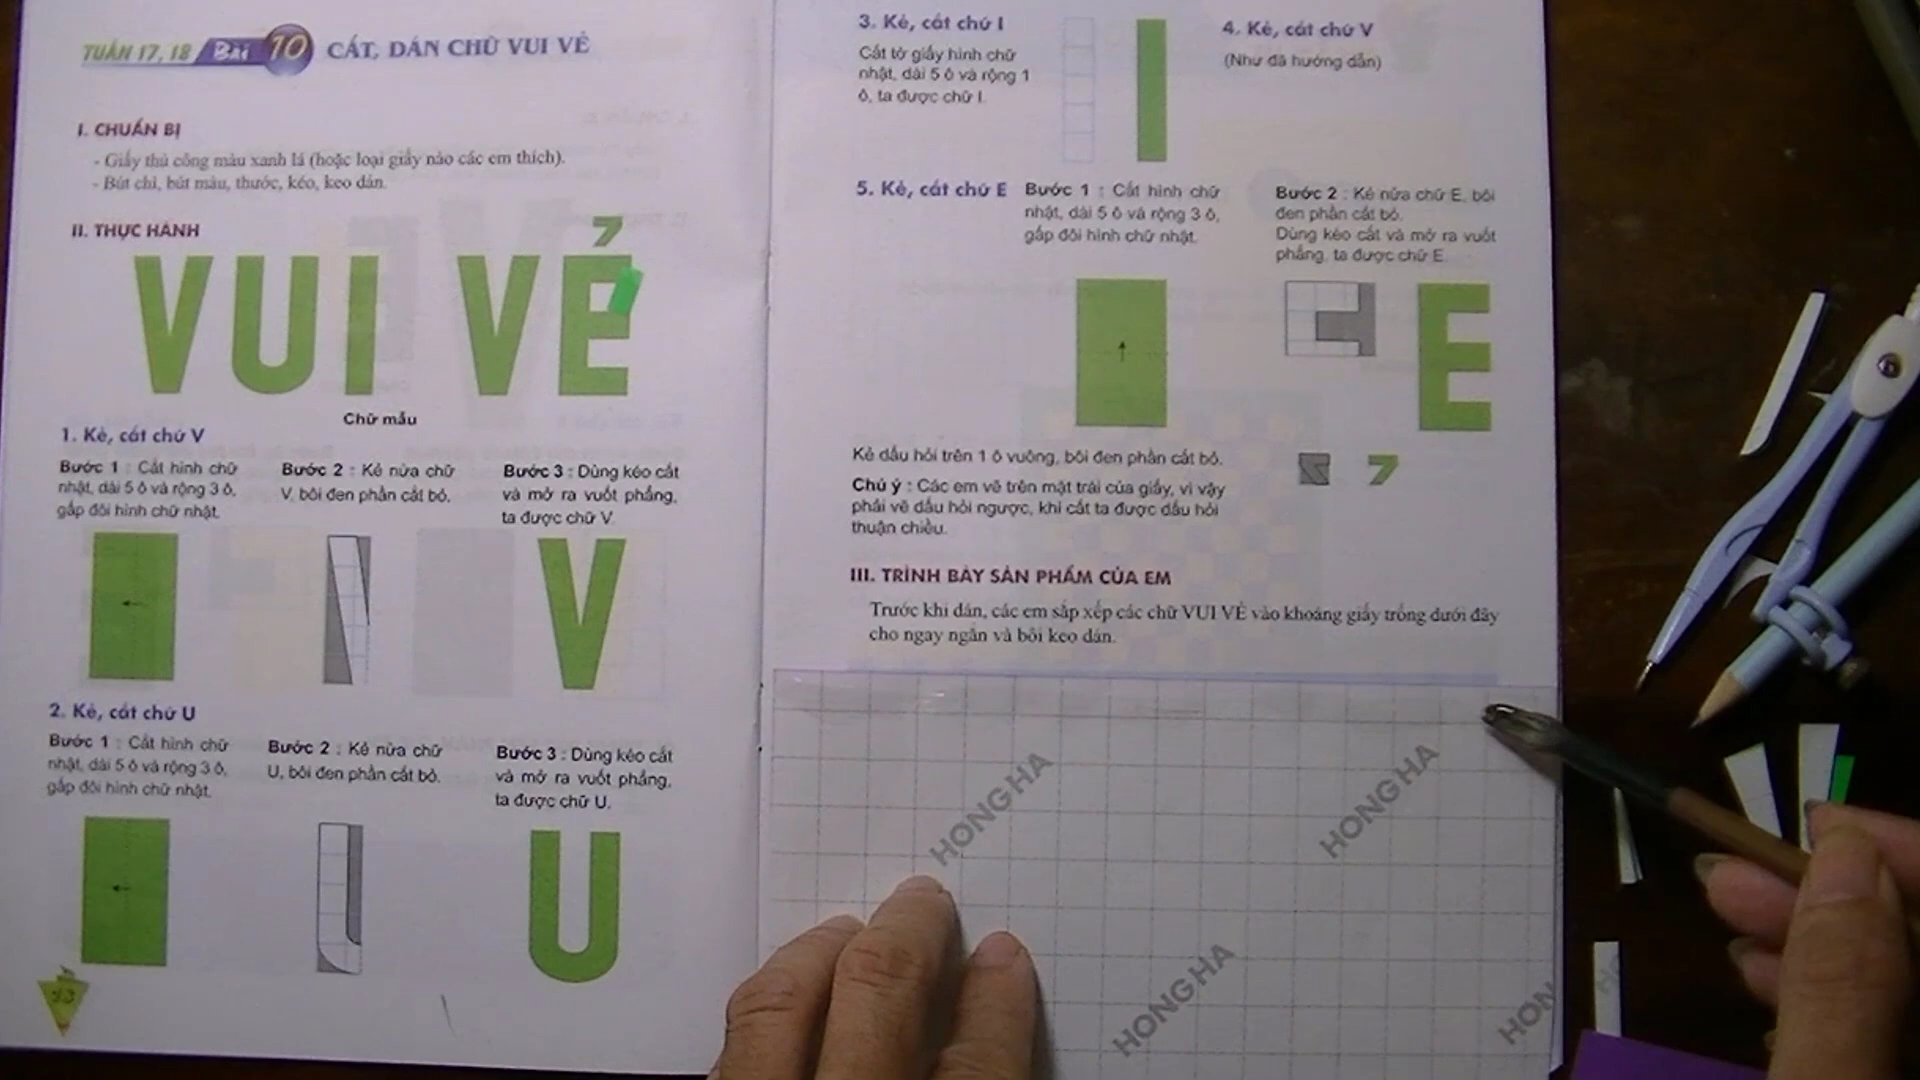 TUẦN 17, 18 Bài 10 CẮT, DÁN CHỮ VUI VẺ
I. CHUẨN BỊ
- Giấy thủ công màu xanh lá (hoặc loại giấy nào các em thích).
- Bút chì, bút màu, thước, kéo, keo dán.
II. THỰC HÀNH
VUI VẺ
Chữ mẫu
1. Kẻ, cắt chữ V
Bước 1 : Cắt hình chữ
nhật, dài 5 ô và rộng 3 ô,
gấp đôi hình chữ nhật.
Bước 2 : Kẻ nửa chữ
V, bôi đen phần cắt bỏ.
Bước 3 : Dùng kéo cắt
và mở ra vuốt phẳng,
ta được chữ V.
V
2. Kẻ, cắt chữ U
Bước 1 : Cắt hình chữ
nhật, dài 5 ô và rộng 3 ô,
gấp đôi hình chữ nhật.
Bước 2 : Kẻ nửa chữ
U, bôi đen phần cắt bỏ.
Bước 3 : Dùng kéo cắt
và mở ra vuốt phẳng,
ta được chữ U.
U
3. Kẻ, cắt chữ I
Cắt tờ giấy hình chữ
nhật, dài 5 ô và rộng 1
ô, ta được chữ I.
I
4. Kẻ, cắt chữ V
(Như đã hướng dẫn)
5. Kẻ, cắt chữ E
Bước 1 : Cắt hình chữ
nhật, dài 5 ô và rộng 3 ô,
gấp đôi hình chữ nhật.
Bước 2 : Kẻ nửa chữ E, bôi
đen phần cắt bỏ.
Dùng kéo cắt và mở ra vuốt
phẳng, ta được chữ E.
E
Kẻ dấu hỏi trên 1 ô vuông, bôi đen phần cắt bỏ.
Chú ý : Các em vẽ trên mặt trái của giấy, vì vậy
phải vẽ dấu hỏi ngược, khi cắt ta được dấu hỏi
thuận chiều.
III. TRÌNH BÀY SẢN PHẨM CỦA EM
Trước khi dán, các em sắp xếp các chữ VUI VẺ vào khoảng giấy trống dưới đây
cho ngay ngắn và bôi keo dán.
HONG HA
HONG HA
HONG HA
HON